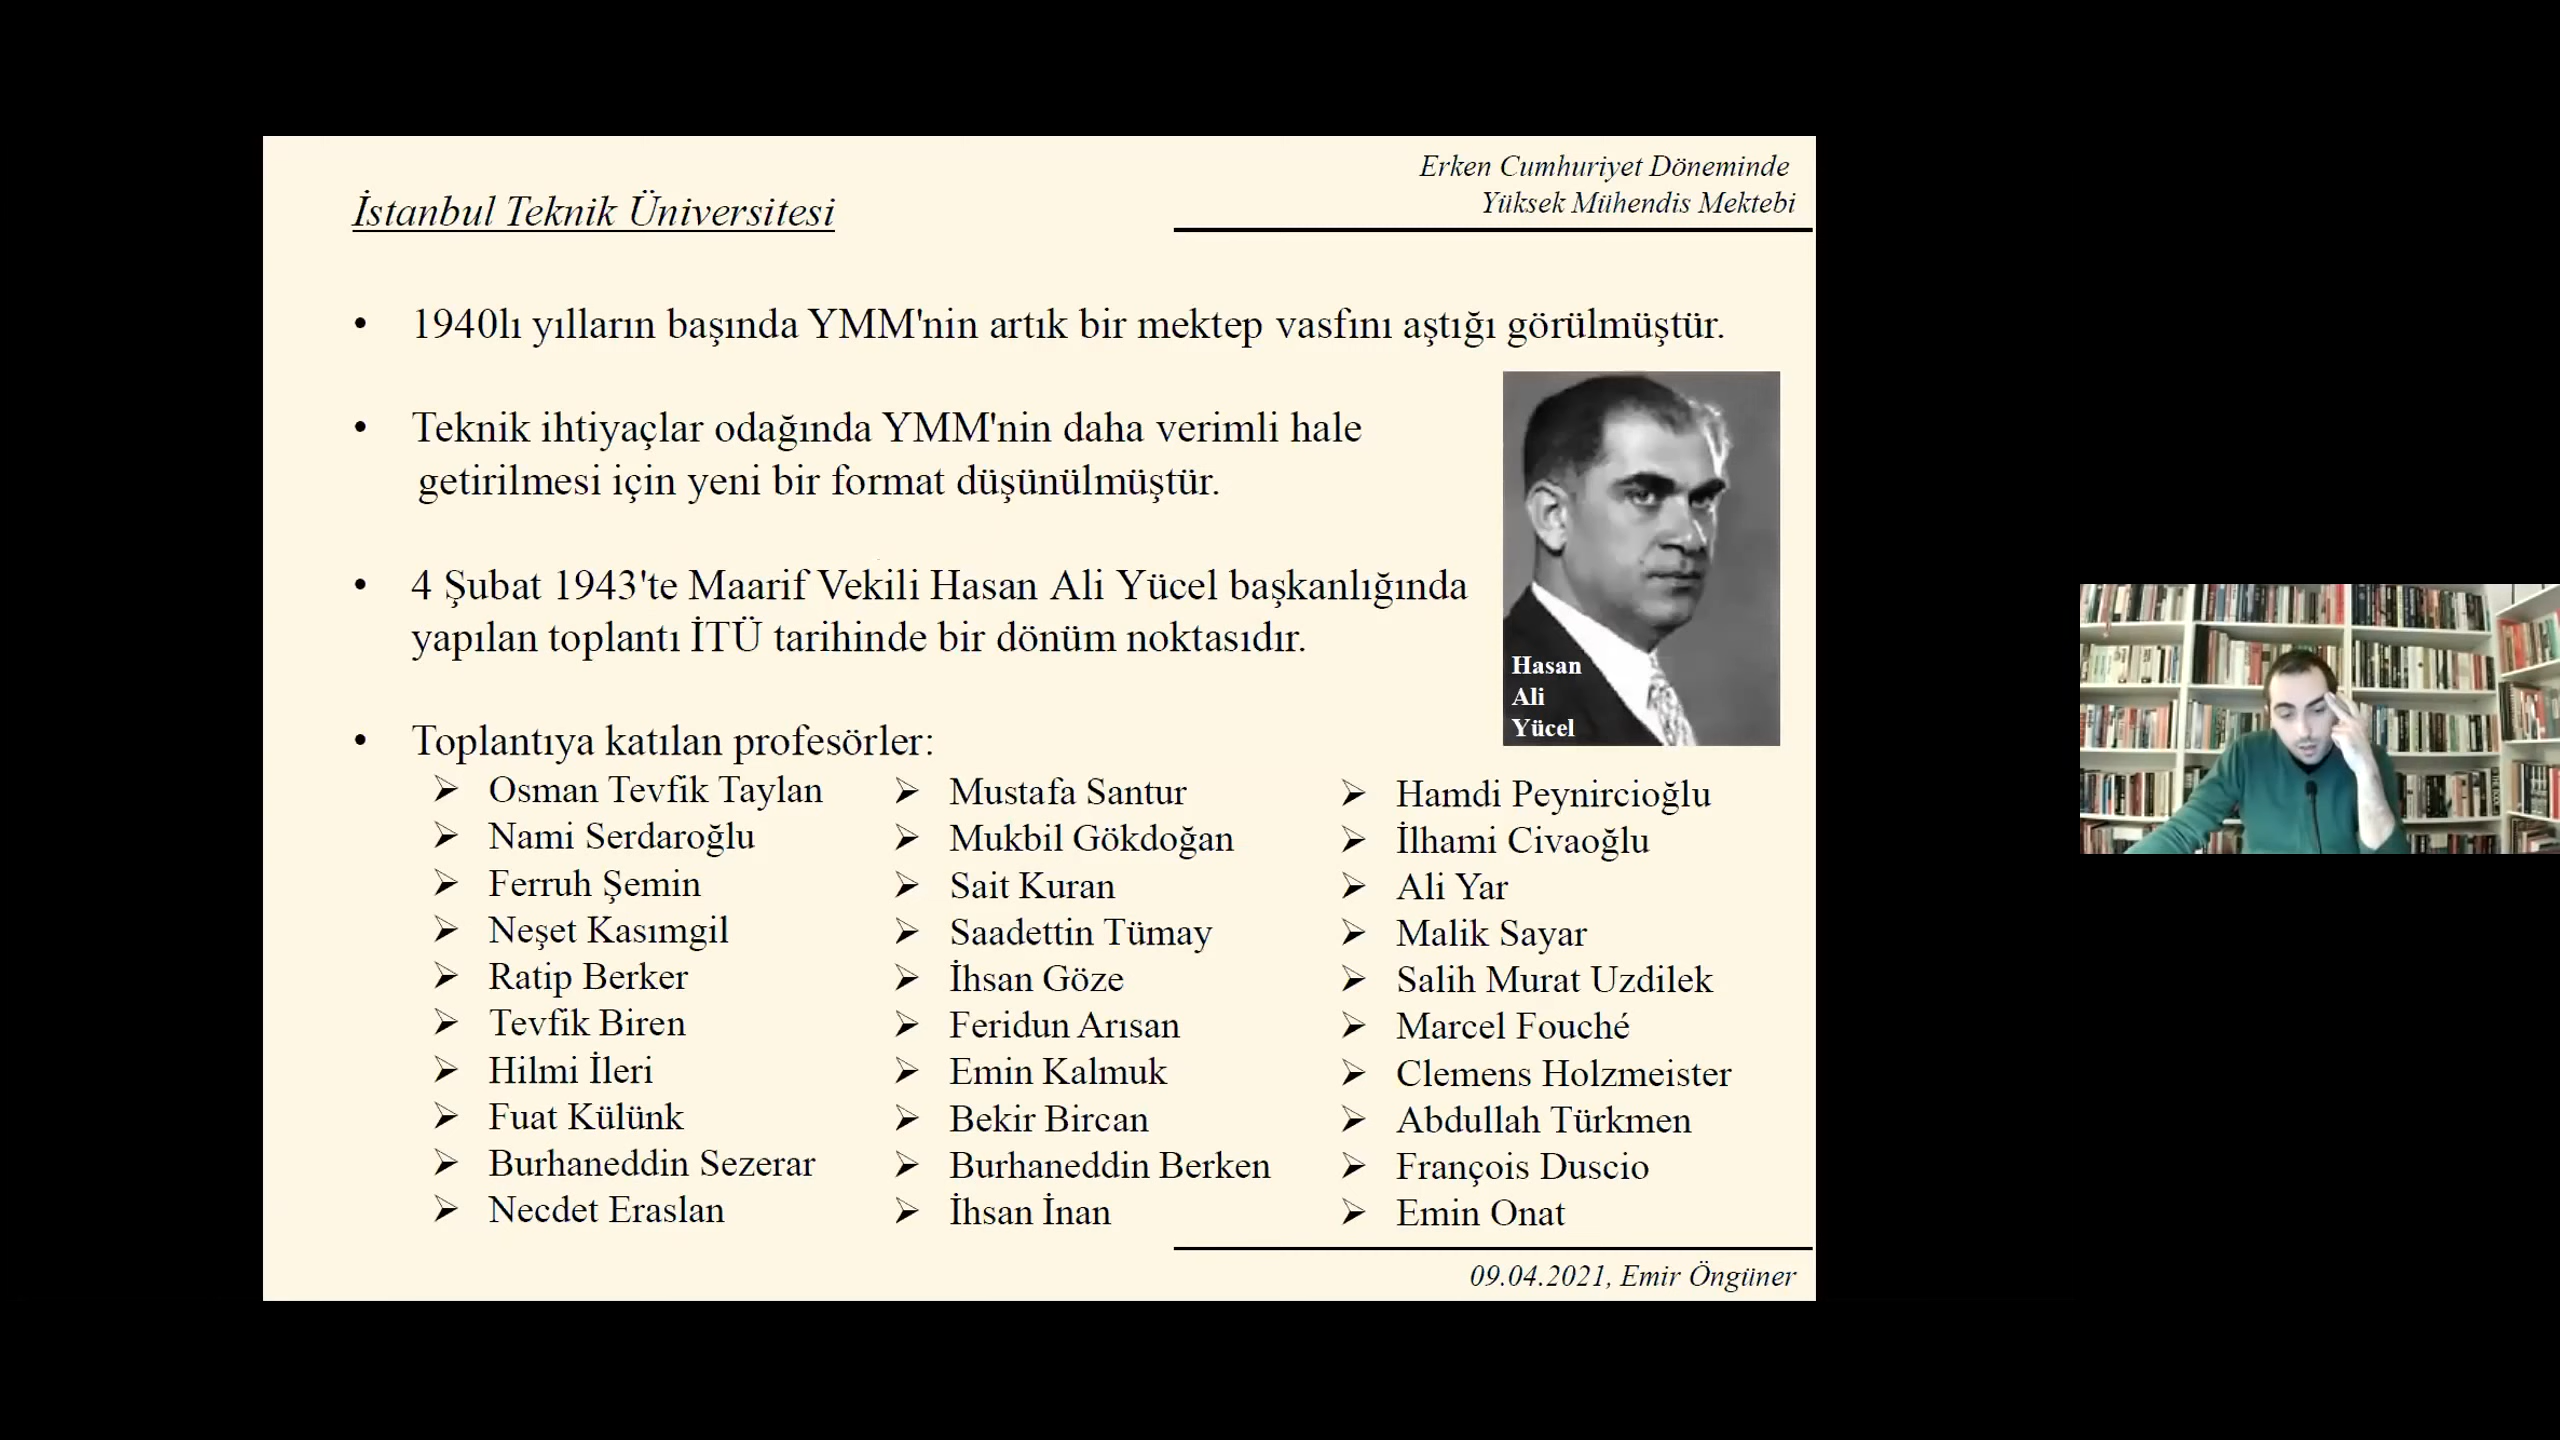 Erken Cumhuriyet Döneminde
Yüksek Mühendis Mektebi
İstanbul Teknik Üniversitesi
• 1940lı yılların başında YMM'nin artık bir mektep vasfını aştığı görülmüştür.
• Teknik ihtiyaçlar odağında YMM'nin daha verimli hale
getirilmesi için yeni bir format düşünülmüştür.
• 4 Şubat 1943'te Maarif Vekili Hasan Ali Yücel başkanlığında
yapılan toplantı İTÜ tarihinde bir dönüm noktasıdır.
Hasan
Ali
Yücel
• Toplantıya katılan profesörler:
➢ Osman Tevfik Taylan
➢ Nami Serdaroğlu
➢ Ferruh Şemin
➢ Neşet Kasımgil
➢ Ratip Berker
➢ Tevfik Biren
➢ Hilmi İleri
➢ Fuat Külünk
➢ Burhaneddin Sezerar
➢ Necdet Eraslan
➢ Mustafa Santur
➢ Mukbil Gökdoğan
➢ Sait Kuran
➢ Saadettin Tümay
➢ İhsan Göze
➢ Feridun Arısan
➢ Emin Kalmuk
➢ Bekir Bircan
➢ Burhaneddin Berken
➢ İhsan İnan
➢ Hamdi Peynircioğlu
➢ İlhami Civaoğlu
➢ Ali Yar
➢ Malik Sayar
➢ Salih Murat Uzdilek
➢ Marcel Fouché
➢ Clemens Holzmeister
➢ Abdullah Türkmen
➢ François Duscio
➢ Emin Onat
09.04.2021, Emir Öngüner